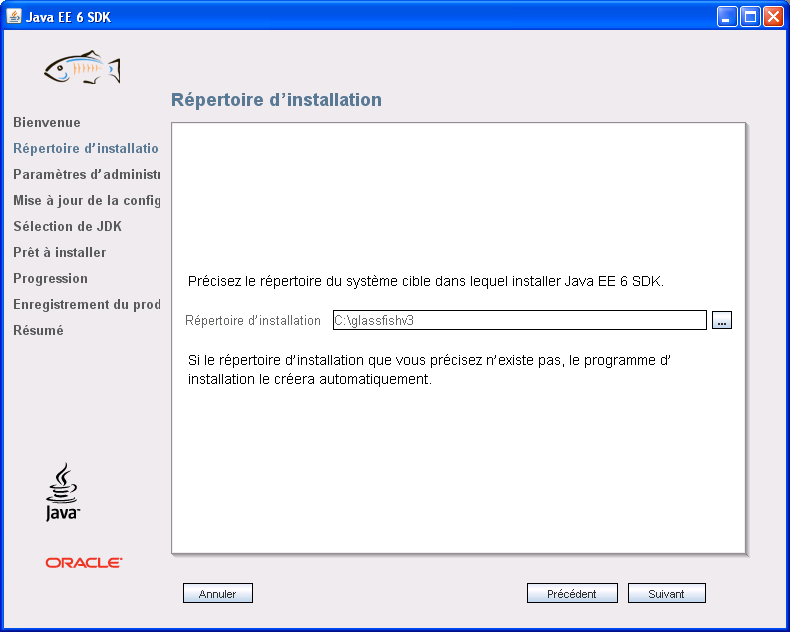 Java EE 6 SDK
Répertoire d’installation
Bienvenue
Répertoire d’installatio
Paramètres d’administr
Mise à jour de la config
Sélection de JDK
Prêt à installer
Progression
Enregistrement du prod
Résumé
Précisez le répertoire du système cible dans lequel installer Java EE 6 SDK.
Répertoire d’installation C:\glassfishv3 ...
Si le répertoire d’installation que vous précisez n’existe pas, le programme d’
installation le créera automatiquement.
Java
ORACLE
Annuler Précédent Suivant